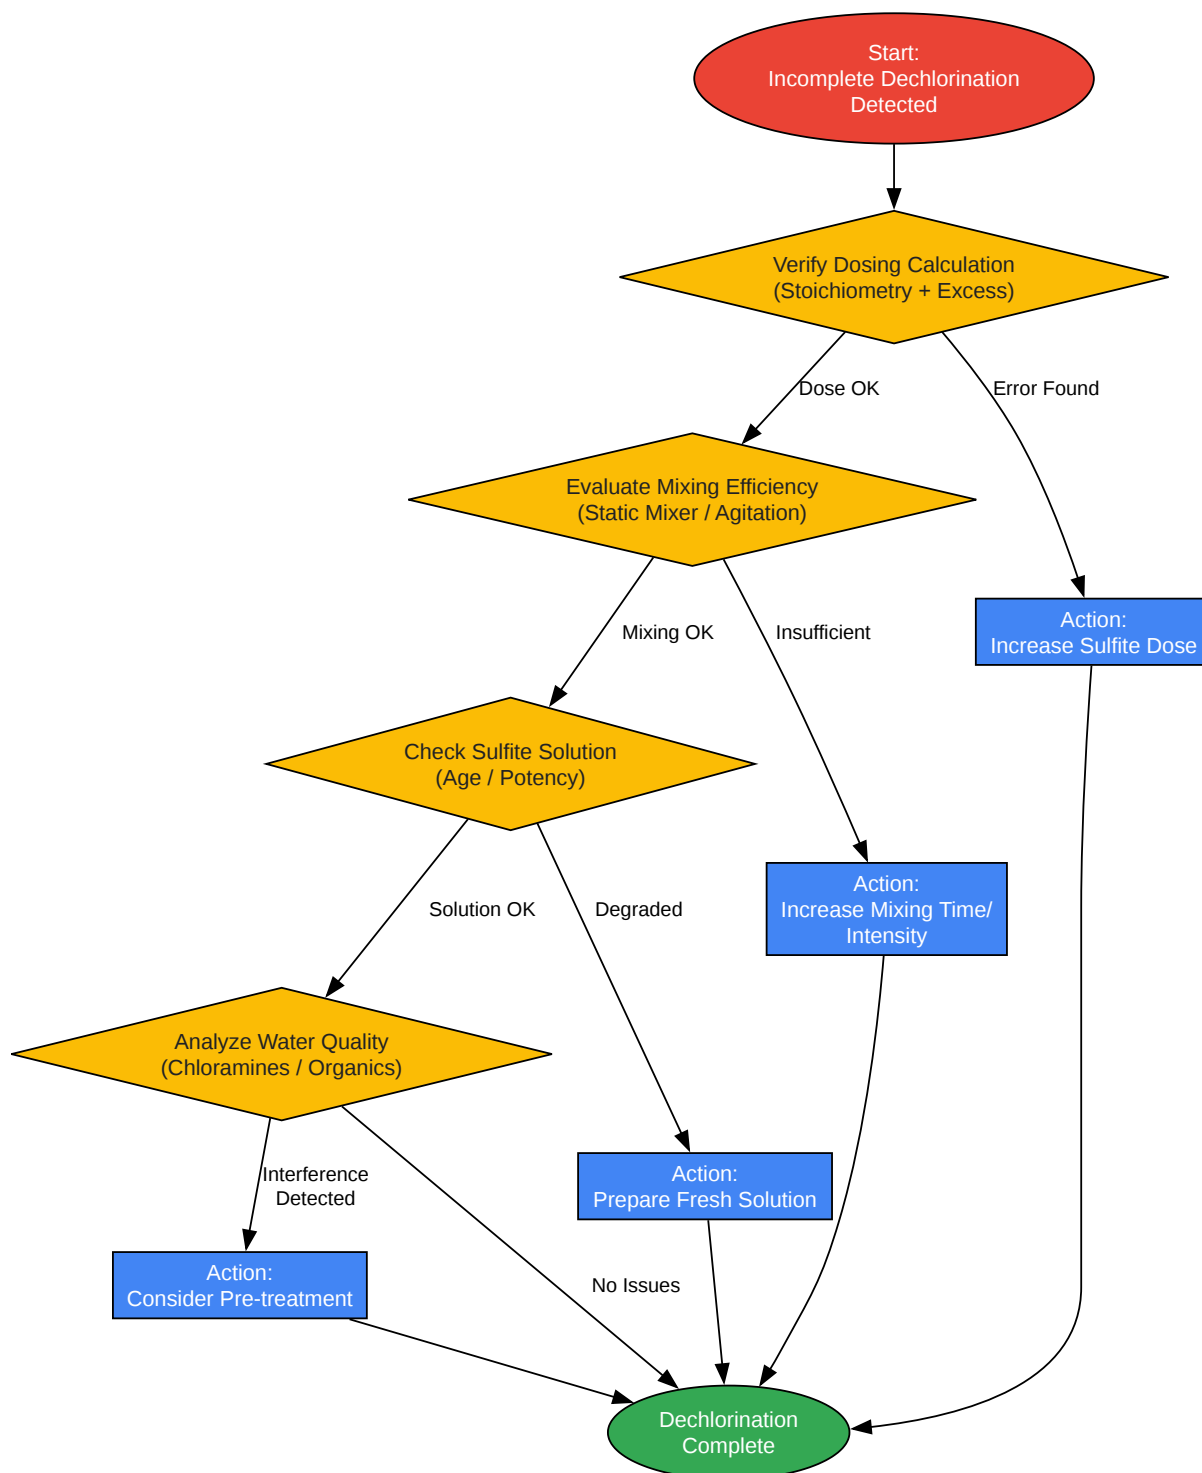 Start:
Incomplete Dechlorination
Detected
Verify Dosing Calculation
(Stoichiometry + Excess)
Dose OK
Error Found
Evaluate Mixing Efficiency
(Static Mixer / Agitation)
Mixing OK
Insufficient
Action:
Increase Sulfite Dose
Check Sulfite Solution
(Age / Potency)
Solution OK
Degraded
Action:
Increase Mixing Time/
Intensity
Analyze Water Quality
(Chloramines / Organics)
Interference
Detected
Action:
Prepare Fresh Solution
Action:
Consider Pre-treatment
No Issues
Dechlorination
Complete